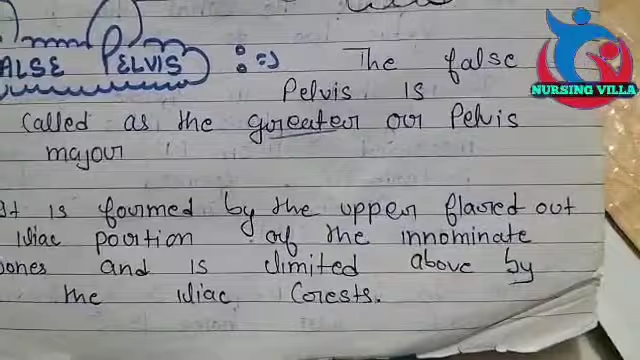 NURSING VILLA
ALSE PELVIS :=> The false
Pelvis is
called as the greater or Pelvis
major
It is formed by the upper flared out
iliac portion of the innominate
bones and is limited above by
the iliac Crests.